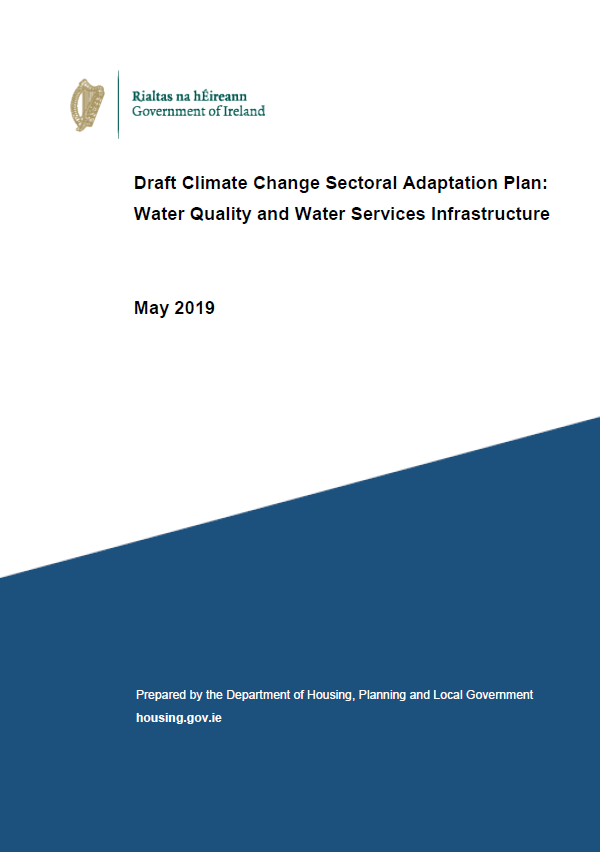 Rialtas na hÉireann
Government of Ireland
Draft Climate Change Sectoral Adaptation Plan:
Water Quality and Water Services Infrastructure
May 2019
Prepared by the Department of Housing, Planning and Local Government
housing.gov.ie